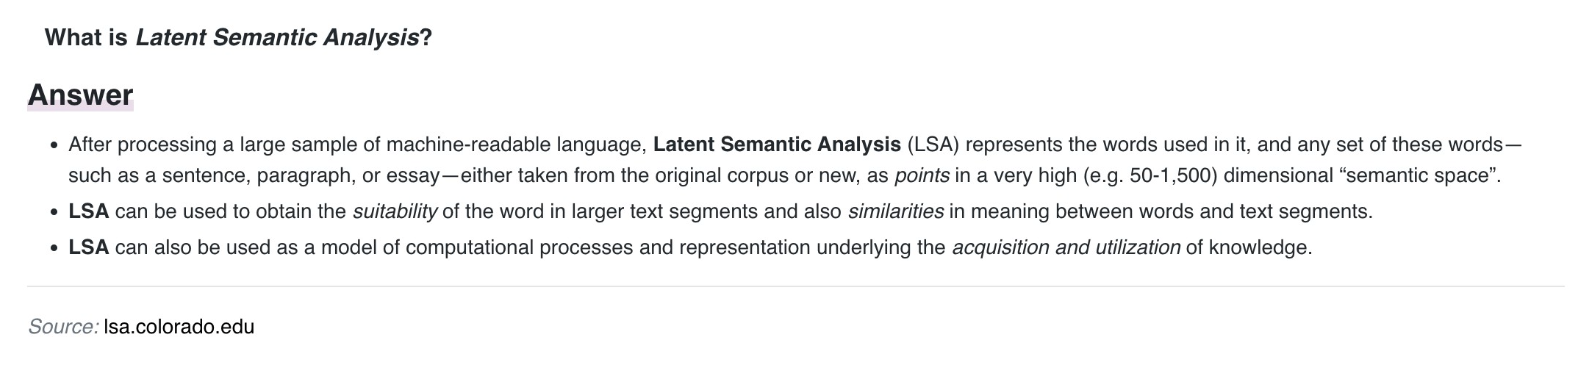 What is Latent Semantic Analysis?
Answer
• After processing a large sample of machine-readable language, Latent Semantic Analysis (LSA) represents the words used in it, and any set of these words—
such as a sentence, paragraph, or essay—either taken from the original corpus or new, as points in a very high (e.g. 50-1,500) dimensional “semantic space”.
• LSA can be used to obtain the suitability of the word in larger text segments and also similarities in meaning between words and text segments.
• LSA can also be used as a model of computational processes and representation underlying the acquisition and utilization of knowledge.
Source: lsa.colorado.edu